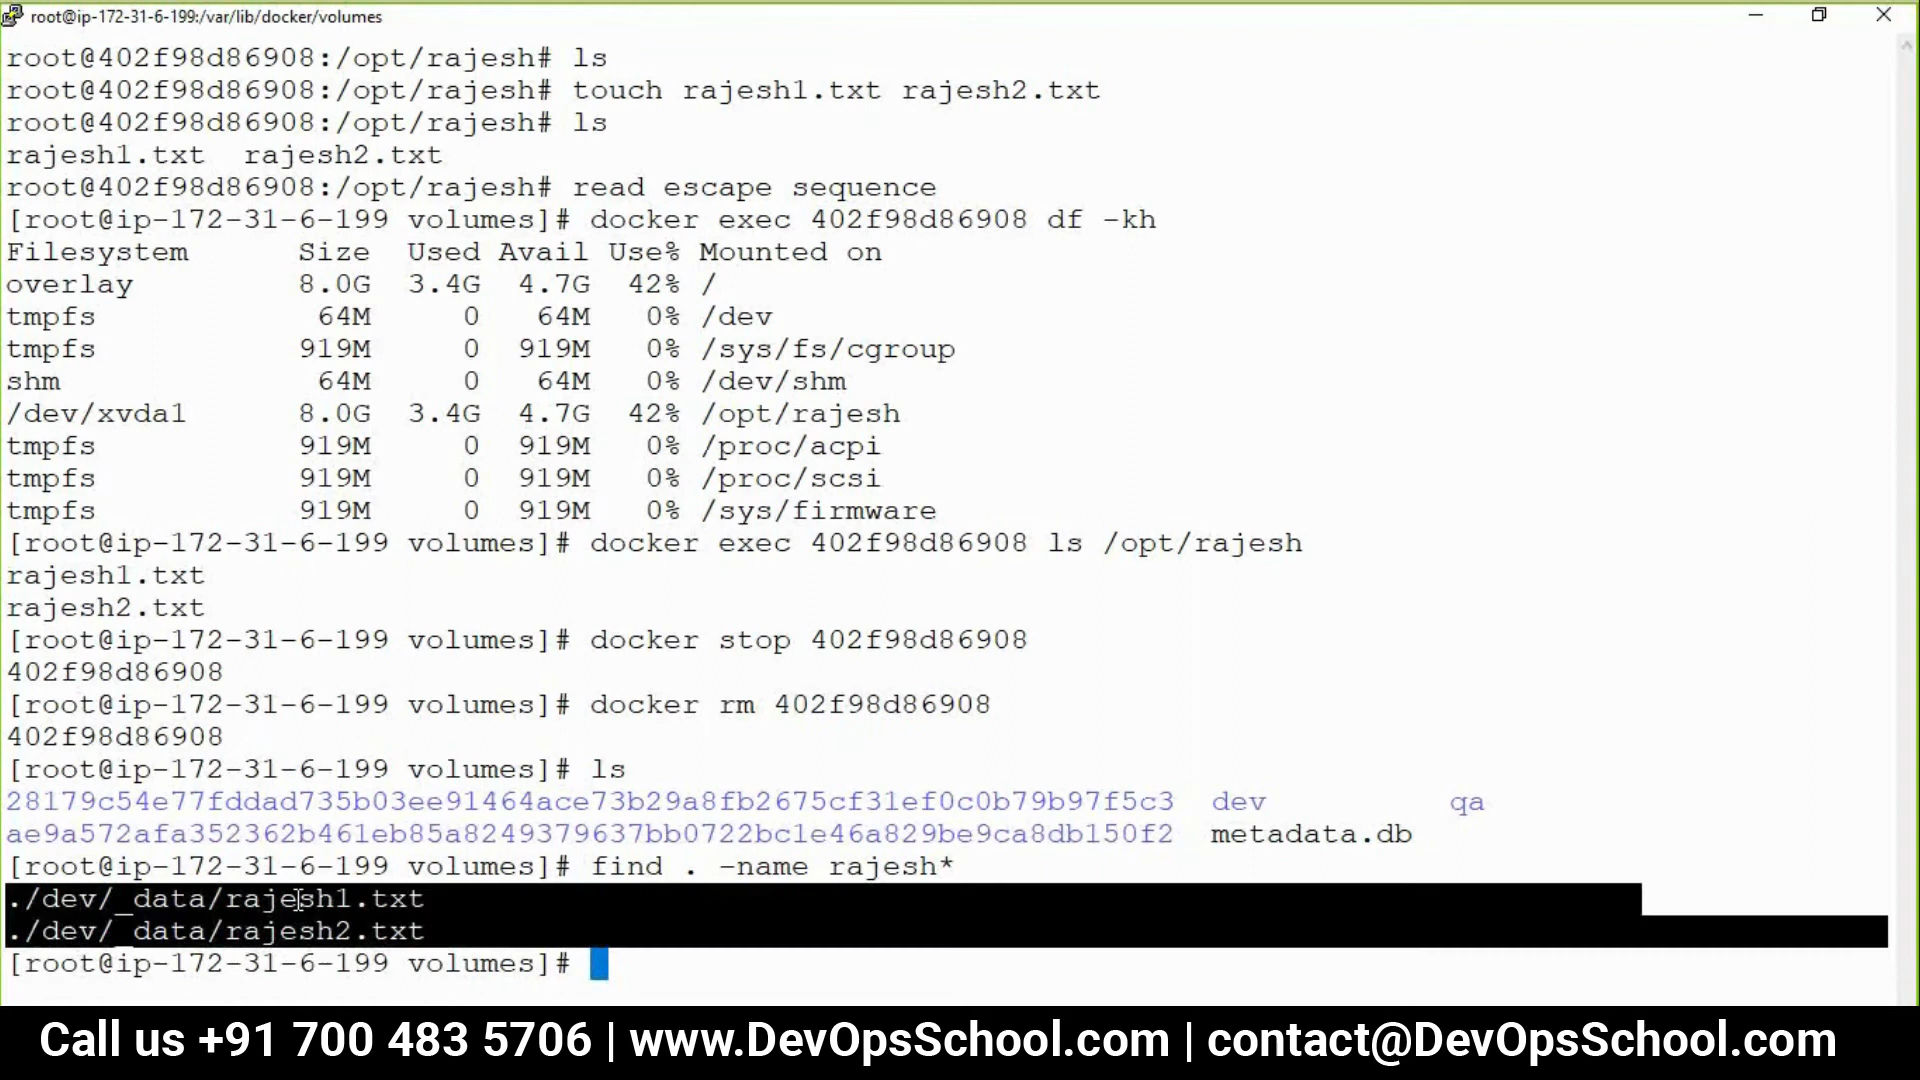 root@ip-172-31-6-199:/var/lib/docker/volumes
root@402f98d86908:/opt/rajesh# ls
root@402f98d86908:/opt/rajesh# touch rajesh1.txt rajesh2.txt
root@402f98d86908:/opt/rajesh# ls
rajesh1.txt  rajesh2.txt
root@402f98d86908:/opt/rajesh# read escape sequence
[root@ip-172-31-6-199 volumes]# docker exec 402f98d86908 df -kh
Filesystem      Size  Used Avail Use% Mounted on
overlay         8.0G  3.4G  4.7G  42% /
tmpfs            64M     0   64M   0% /dev
tmpfs           919M     0  919M   0% /sys/fs/cgroup
shm              64M     0   64M   0% /dev/shm
/dev/xvda1      8.0G  3.4G  4.7G  42% /opt/rajesh
tmpfs           919M     0  919M   0% /proc/acpi
tmpfs           919M     0  919M   0% /proc/scsi
tmpfs           919M     0  919M   0% /sys/firmware
[root@ip-172-31-6-199 volumes]# docker exec 402f98d86908 ls /opt/rajesh
rajesh1.txt
rajesh2.txt
[root@ip-172-31-6-199 volumes]# docker stop 402f98d86908
402f98d86908
[root@ip-172-31-6-199 volumes]# docker rm 402f98d86908
402f98d86908
[root@ip-172-31-6-199 volumes]# ls
28179c54e77fddad735b03ee91464ace73b29a8fb2675cf31ef0c0b79b97f5c3  dev          qa
ae9a572afa352362b461eb85a8249379637bb0722bc1e46a829be9ca8db150f2  metadata.db
[root@ip-172-31-6-199 volumes]# find . -name rajesh*
./dev/_data/rajesh1.txt
./dev/_data/rajesh2.txt
[root@ip-172-31-6-199 volumes]#
Call us +91 700 483 5706 | www.DevOpsSchool.com | contact@DevOpsSchool.com